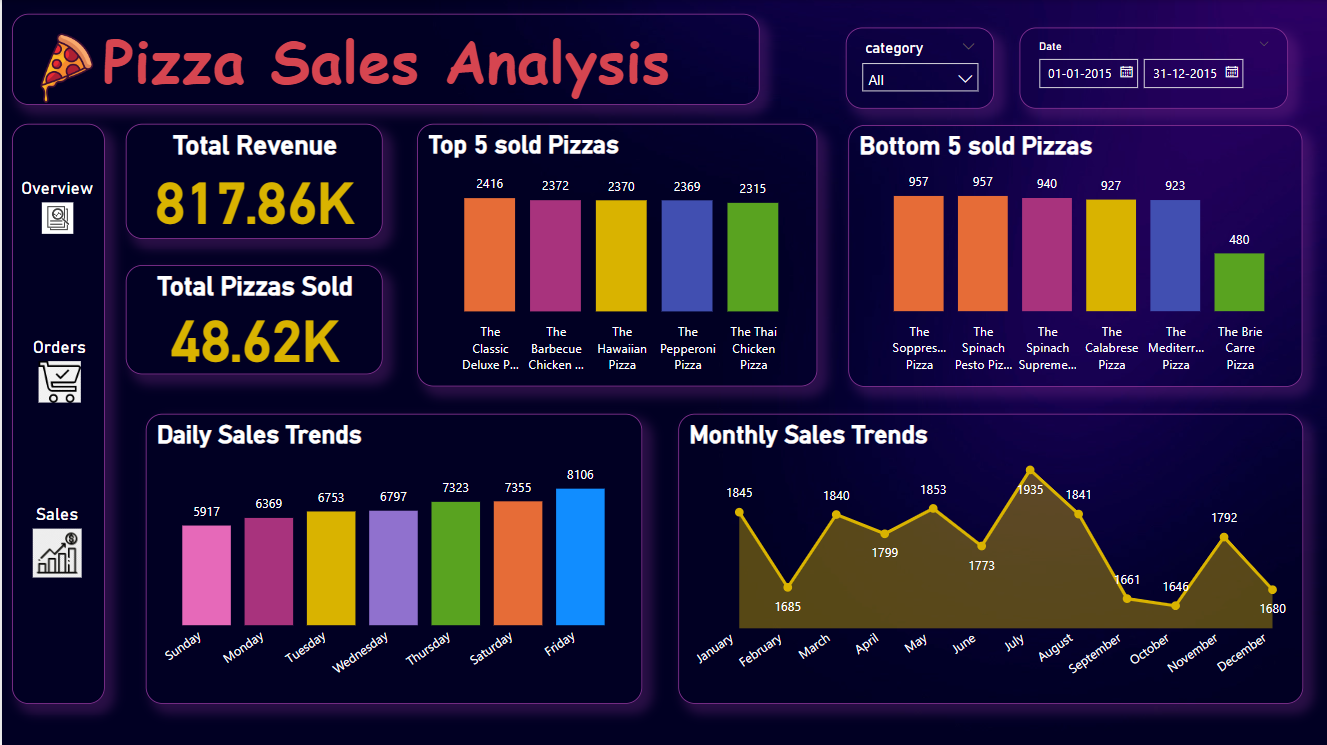 Pizza Sales Analysis
category
All
Date
01-01-2015 31-12-2015
Overview
Orders
Sales
Total Revenue
817.86K
Total Pizzas Sold
48.62K
Top 5 sold Pizzas
2416 2372 2370 2369 2315
The The The The The Thai
Classic Barbecue Hawaiian Pepperoni Chicken
Deluxe P... Chicken ... Pizza Pizza Pizza
Bottom 5 sold Pizzas
957 957 940 927 923 480
The The The The The The Brie
Soppres... Spinach Spinach Calabrese Mediterr... Carre
Pizza Pesto Piz... Supreme... Pizza Pizza Pizza
Daily Sales Trends
5917 6369 6753 6797 7323 7355 8106
Sunday Monday Tuesday Wednesday Thursday Saturday Friday
Monthly Sales Trends
1845 1685 1840 1799 1853 1773 1935 1841 1661 1646 1792 1680
January February March April May June July August September October November December